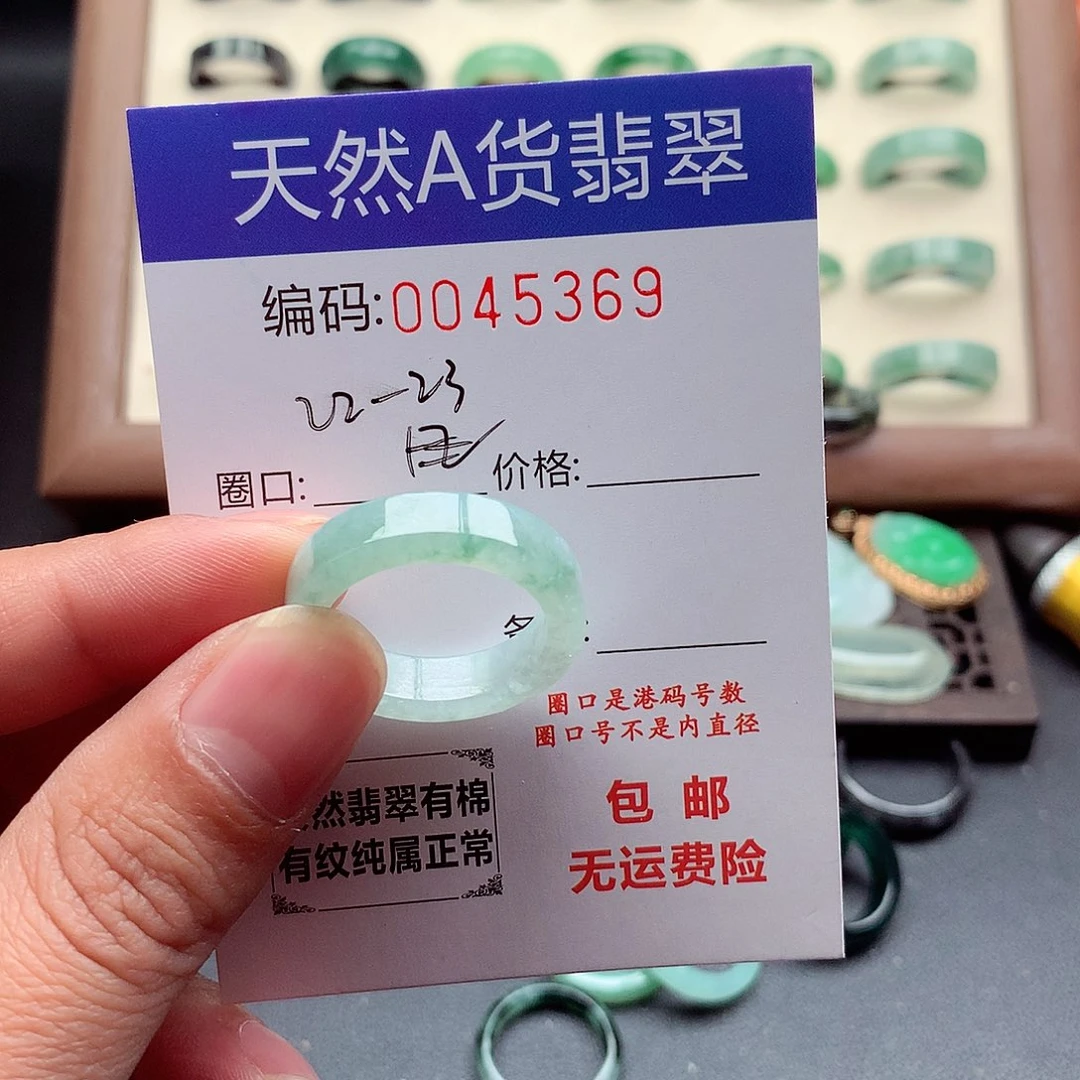 天然A货翡翠
编码:0045369
22-23
圈口: 价格:
圈口是港码号数
圈口号不是内直径
然翡翠有棉
有纹纯属正常
包 邮
无运费险